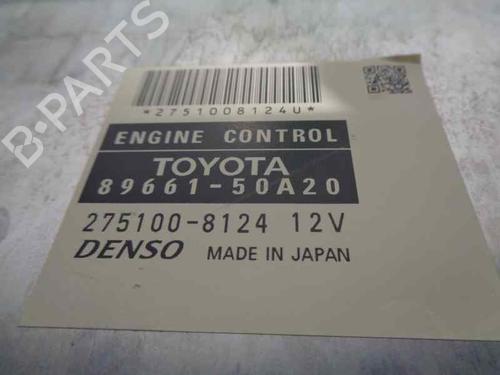 B-PARTS
*2751008124U*
ENGINE CONTROL
TOYOTA
89661-50A20
275100-8124 12V
DENSO MADE IN JAPAN